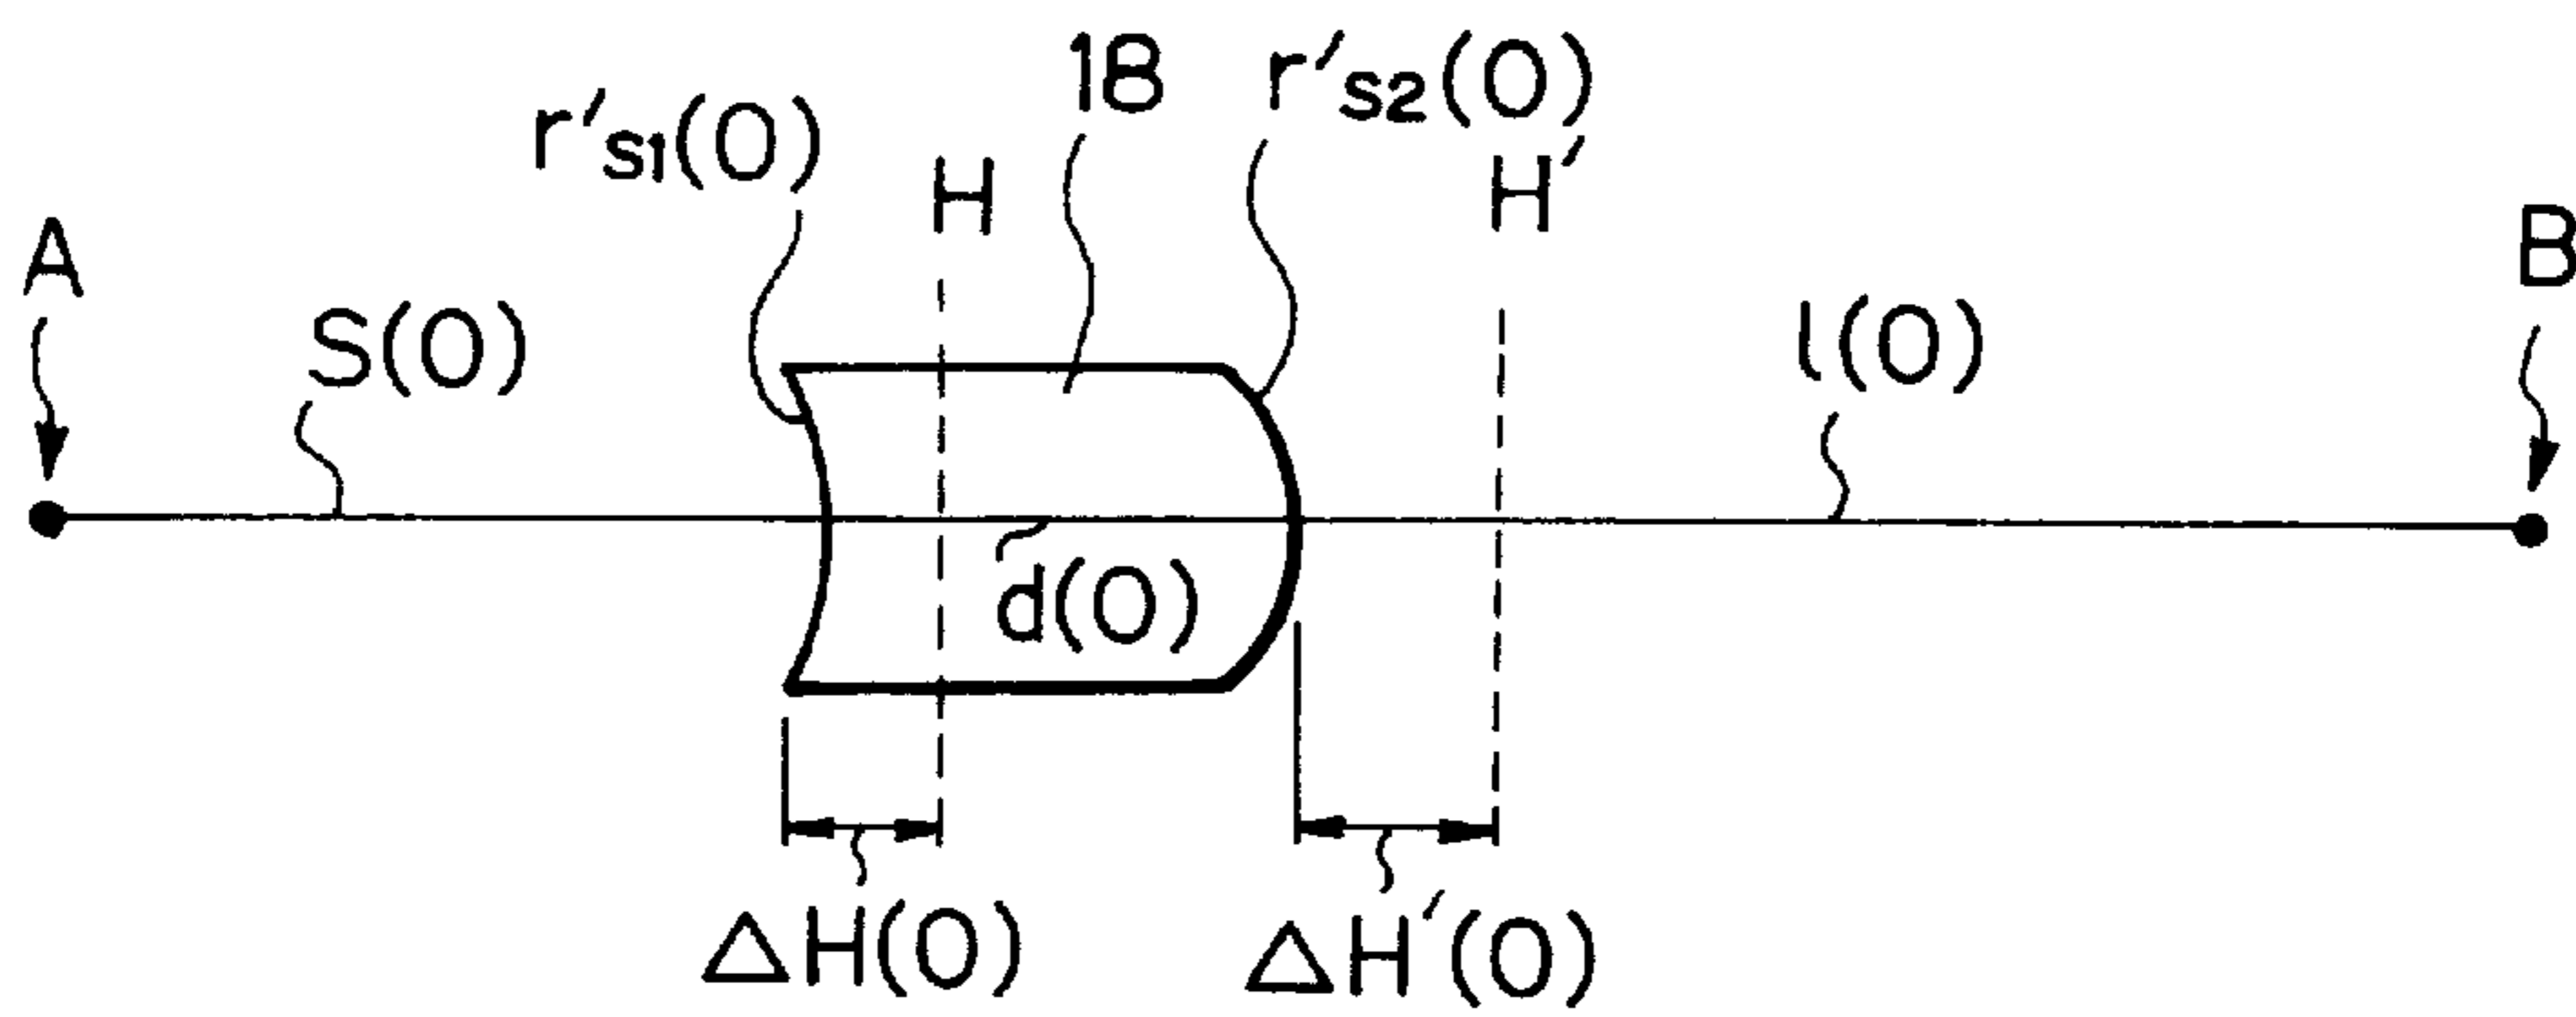 18
r's2(0)
r's1(0)
H
H'
A
B
S(0)
l(0)
d(0)
ΔH(0)
ΔH'(0)